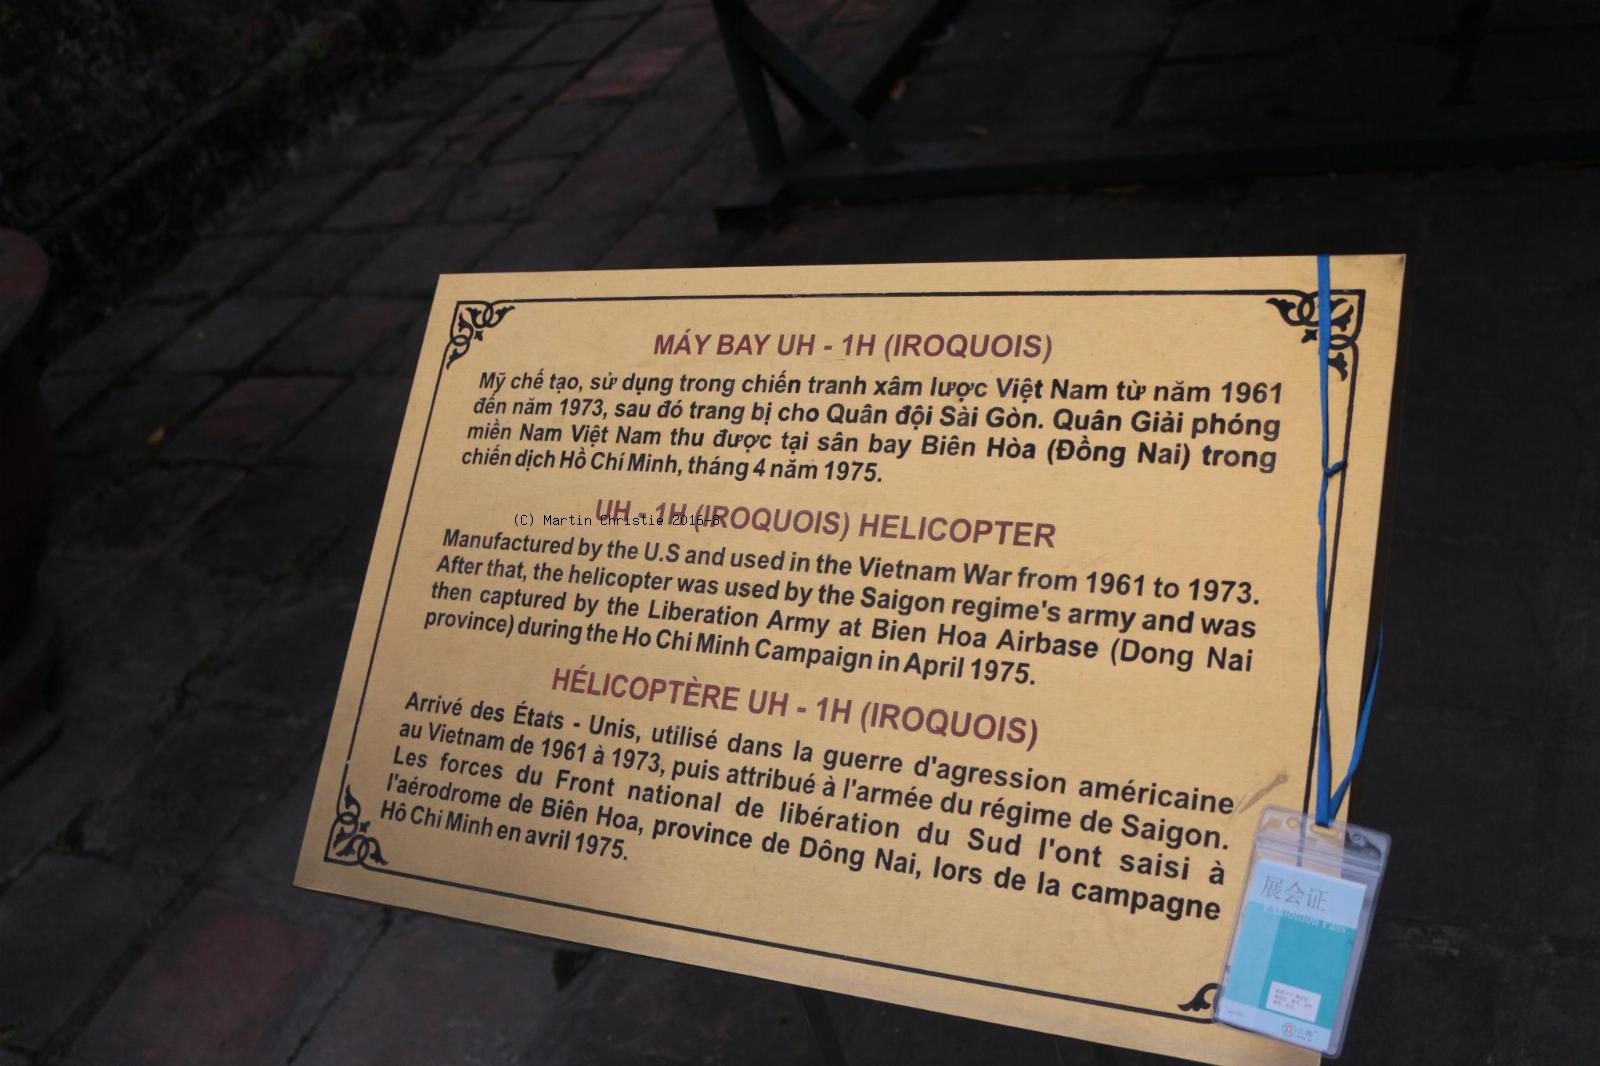 MÁY BAY UH - 1H (IROQUOIS)
Mỹ chế tạo, sử dụng trong chiến tranh xâm lược Việt Nam từ năm 1961
đến năm 1973, sau đó trang bị cho Quân đội Sài Gòn. Quân Giải phóng
miền Nam Việt Nam thu được tại sân bay Biên Hòa (Đồng Nai) trong
chiến dịch Hồ Chí Minh, tháng 4 năm 1975.
UH - 1H (IROQUOIS) HELICOPTER
(C) Martin Christie 2016-8
Manufactured by the U.S and used in the Vietnam War from 1961 to 1973.
After that, the helicopter was used by the Saigon regime's army and was
then captured by the Liberation Army at Bien Hoa Airbase (Dong Nai
province) during the Ho Chi Minh Campaign in April 1975.
HÉLICOPTÈRE UH - 1H (IROQUOIS)
Arrivé des États - Unis, utilisé dans la guerre d'agression américaine
au Vietnam de 1961 à 1973, puis attribué à l'armée du régime de Saigon.
Les forces du Front national de libération du Sud l'ont saisi à
l'aérodrome de Biên Hoa, province de Dông Nai, lors de la campagne
Hô Chi Minh en avril 1975.
展会证
Exhibition Pass